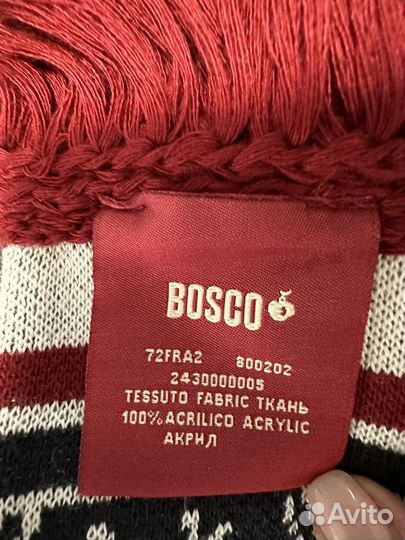 BOSCO
72FRA2 800202
2430000005
TESSUTO FABRIC ТКАНЬ
100% ACRILICO ACRYLIC
АКРИЛ
Avito